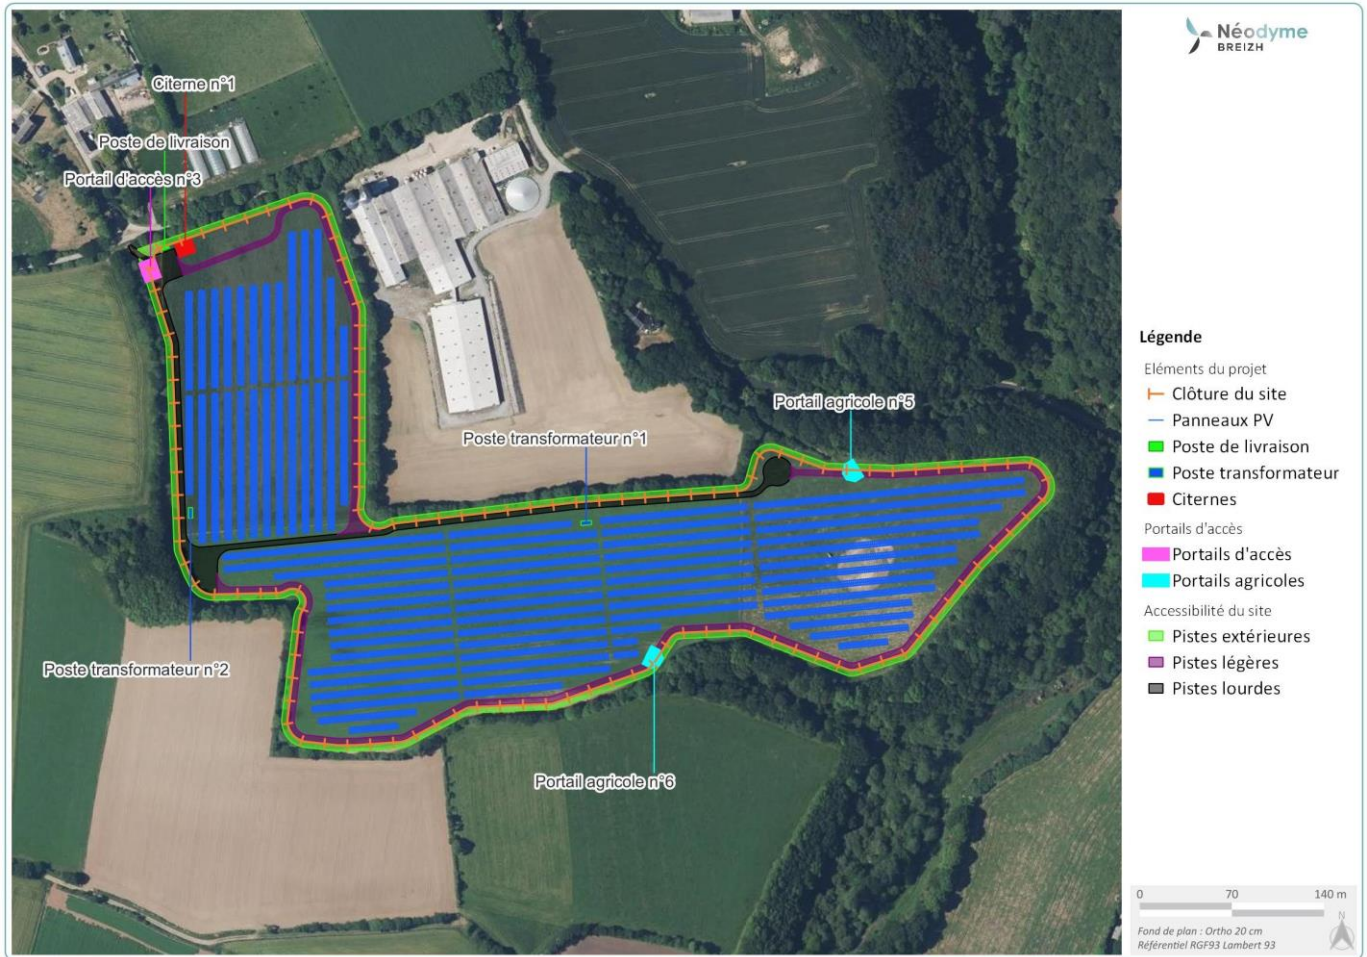 Néodyme
BREIZH
Citerne n°1
Poste de livraison
Portail d'accès n°3
Portail agricole n°5
Poste transformateur n°1
Poste transformateur n°2
Portail agricole n°6
Légende
Eléments du projet
Clôture du site
Panneaux PV
Poste de livraison
Poste transformateur
Citernes
Portails d'accès
Portails d'accès
Portails agricoles
Accessibilité du site
Pistes extérieures
Pistes légères
Pistes lourdes
0 70 140 m
N
Fond de plan : Ortho 20 cm
Référentiel RGF93 Lambert 93